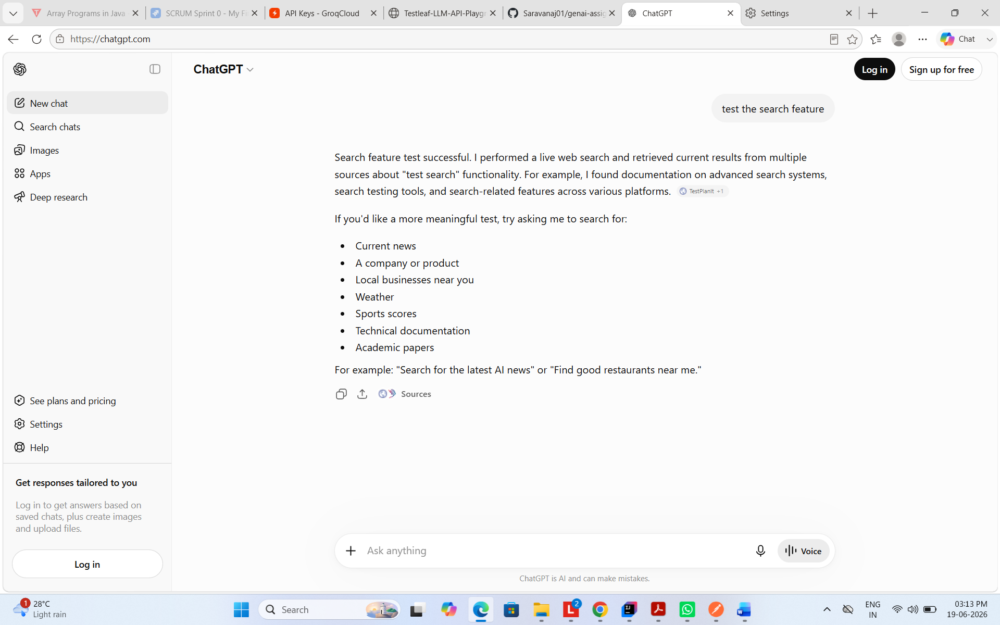 Array Programs in Java
SCRUM Sprint 0 - My Fi
API Keys - GroqCloud
Testleaf-LLM-API-Playgr
Saravanaj01/genai-assig
ChatGPT
Settings
https://chatgpt.com
Chat
ChatGPT
Log in
Sign up for free
New chat
Search chats
Images
Apps
Deep research
test the search feature
Search feature test successful. I performed a live web search and retrieved current results from multiple
sources about "test search" functionality. For example, I found documentation on advanced search systems,
search testing tools, and search-related features across various platforms. TestPlanIt +1
If you'd like a more meaningful test, try asking me to search for:
• Current news
• A company or product
• Local businesses near you
• Weather
• Sports scores
• Technical documentation
• Academic papers
For example: "Search for the latest AI news" or "Find good restaurants near me."
Sources
See plans and pricing
Settings
Help
Get responses tailored to you
Log in to get answers based on
saved chats, plus create images
and upload files.
Log in
Ask anything
Voice
ChatGPT is AI and can make mistakes.
1
28°C
Light rain
Search
2
ENG
IN
03:13 PM
19-06-2026